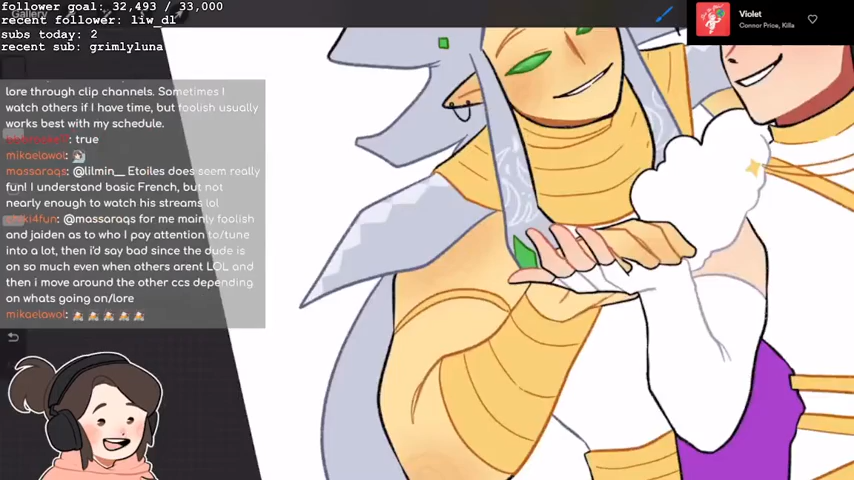 follower goal: 32,493 / 33,000
recent follower: liw_dl
subs today: 2
recent sub: grimlyluna
Violet
Connor Price, Killa
lore through clip channels. Sometimes I
watch others if I have time, but foolish usually
works best with my schedule.
: true
mikaelawol:
massaraqs: @lilmin__ Etoiles does seem really
fun! I understand basic French, but not
nearly enough to watch his streams lol
: @massaraqs for me mainly foolish
and jaiden as to who I pay attention to/tune
into a lot, then i'd say bad since the dude is
on so much even when others arent LOL and
then i move around the other ccs depending
on whats going on/lore
mikaelawol: